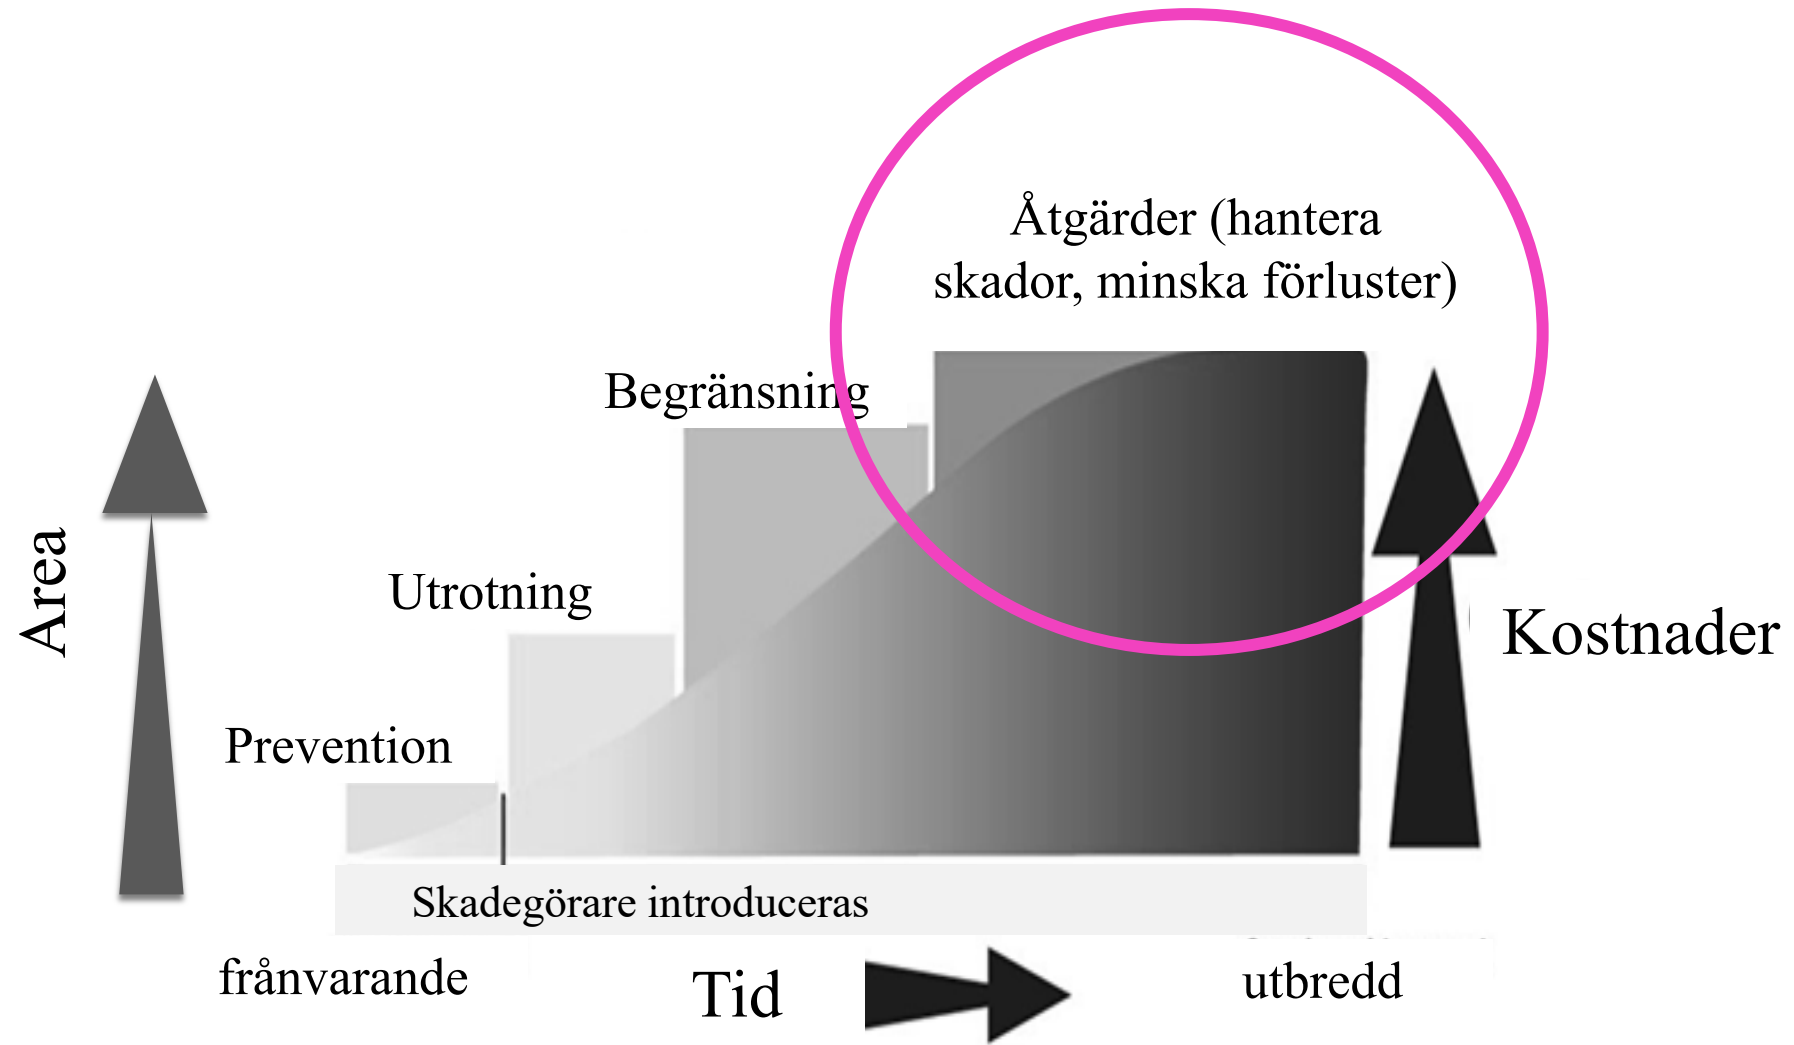 Åtgärder (hantera
skador, minska förluster)
Begränsning
Utrotning
Prevention
Area
Kostnader
Skadegörare introduceras
frånvarande
Tid
utbredd